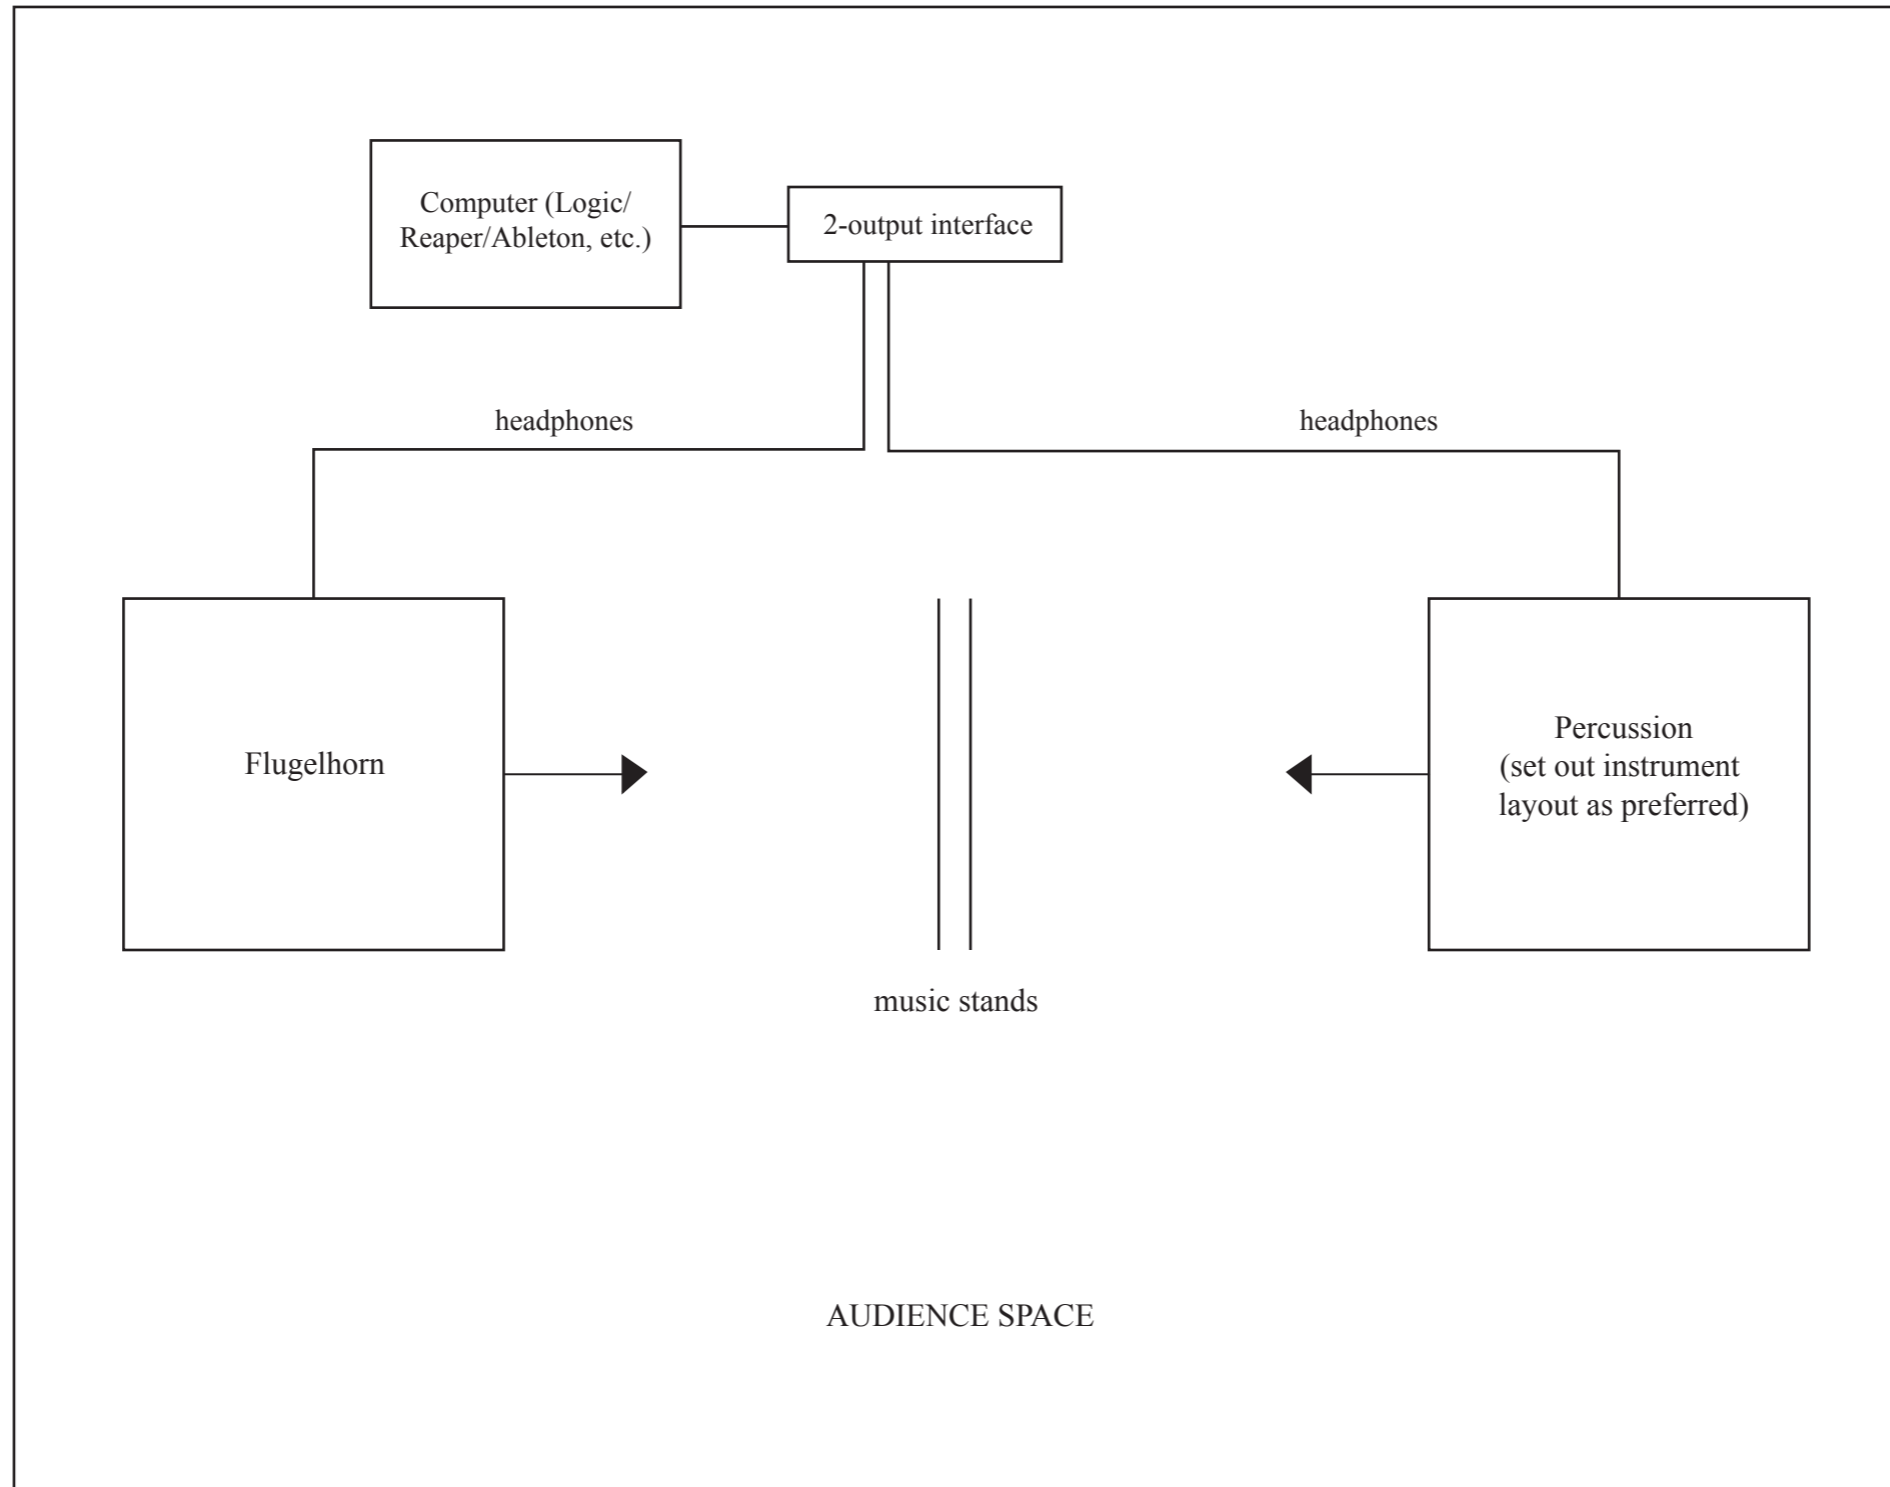 Computer (Logic/
Reaper/Ableton, etc.)
2-output interface
headphones
headphones
Flugelhorn
Percussion
(set out instrument
layout as preferred)
music stands
AUDIENCE SPACE